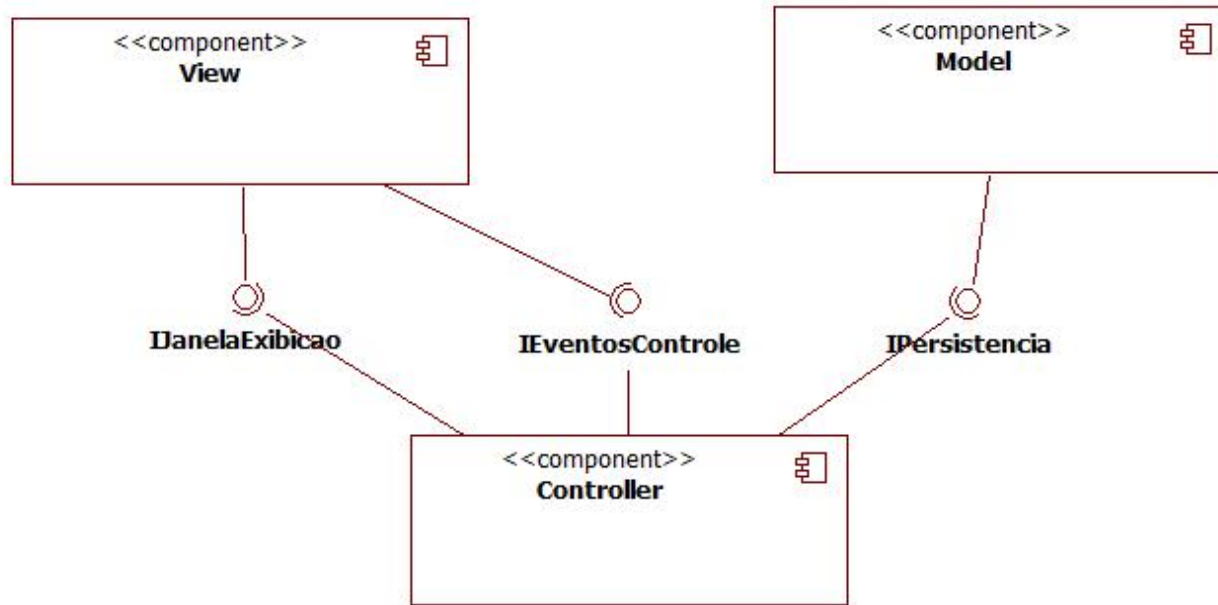 <<component>>
View
<<component>>
Model
IJanelaExibicao
IEventosControle
IPersistencia
<<component>>
Controller